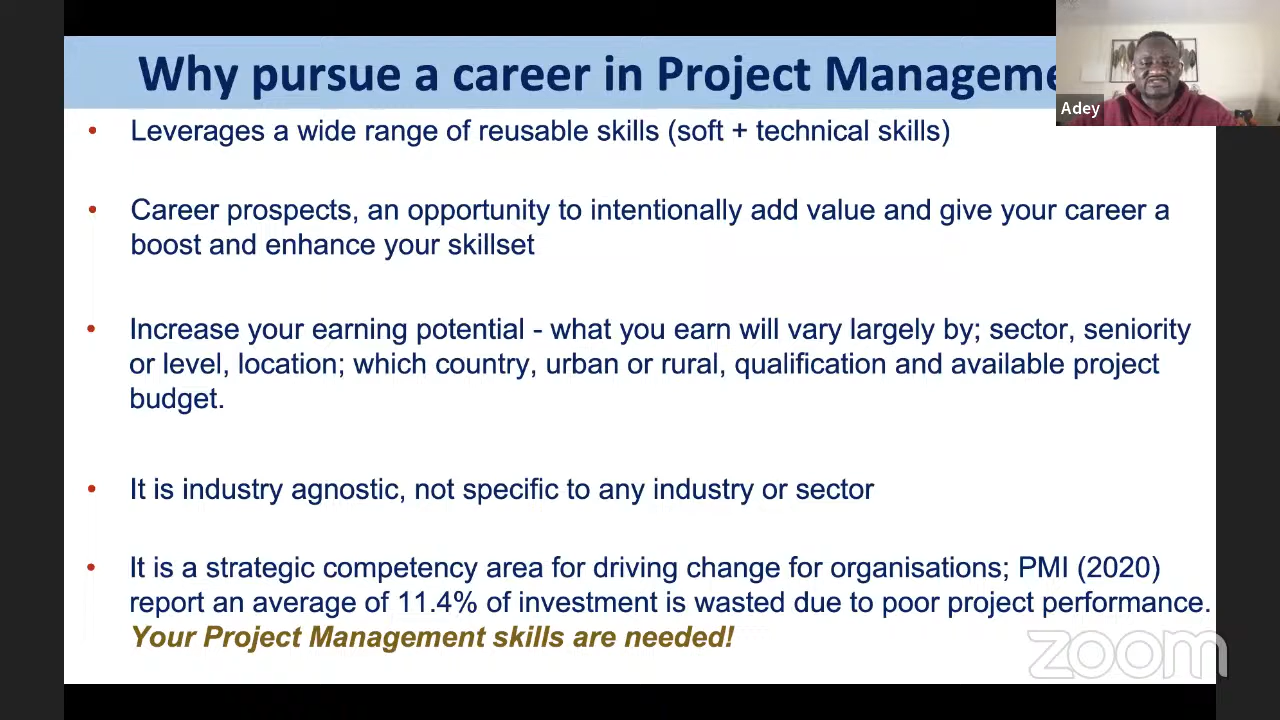 Why pursue a career in Project Manageme
Adey
• Leverages a wide range of reusable skills (soft + technical skills)
• Career prospects, an opportunity to intentionally add value and give your career a
boost and enhance your skillset
• Increase your earning potential - what you earn will vary largely by; sector, seniority
or level, location; which country, urban or rural, qualification and available project
budget.
• It is industry agnostic, not specific to any industry or sector
• It is a strategic competency area for driving change for organisations; PMI (2020)
report an average of 11.4% of investment is wasted due to poor project performance.
Your Project Management skills are needed!
zoom